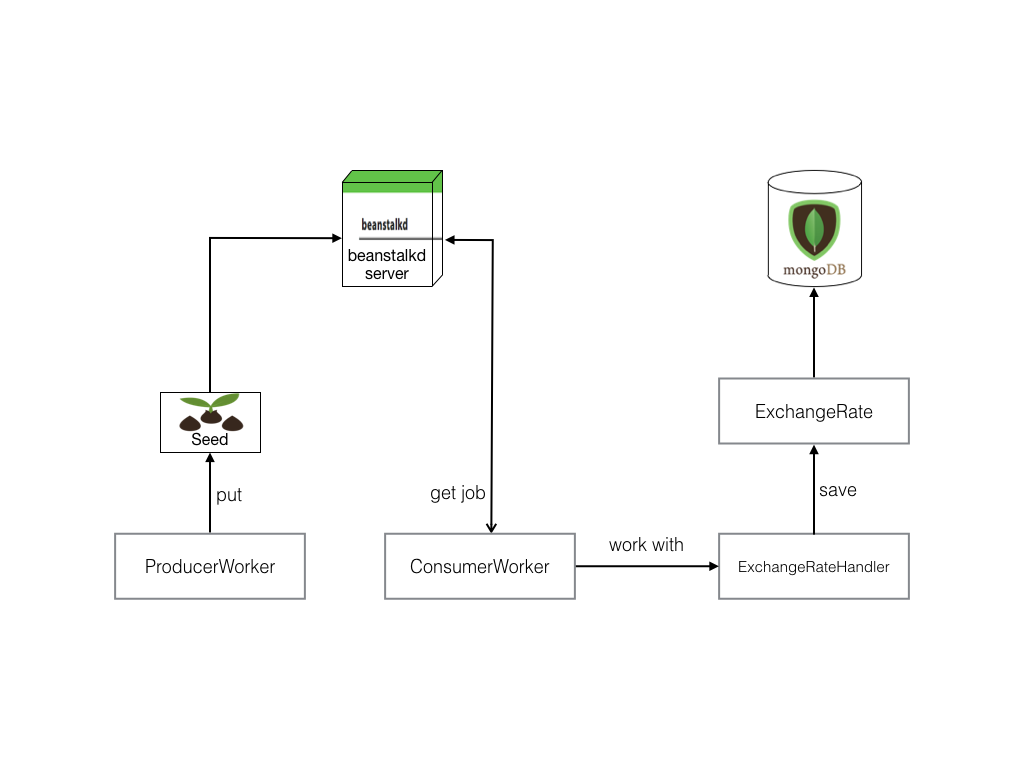 beanstalkd
beanstalkd
server
mongoDB
ExchangeRate
Seed
put
get job
save
work with
ProducerWorker
ConsumerWorker
ExchangeRateHandler